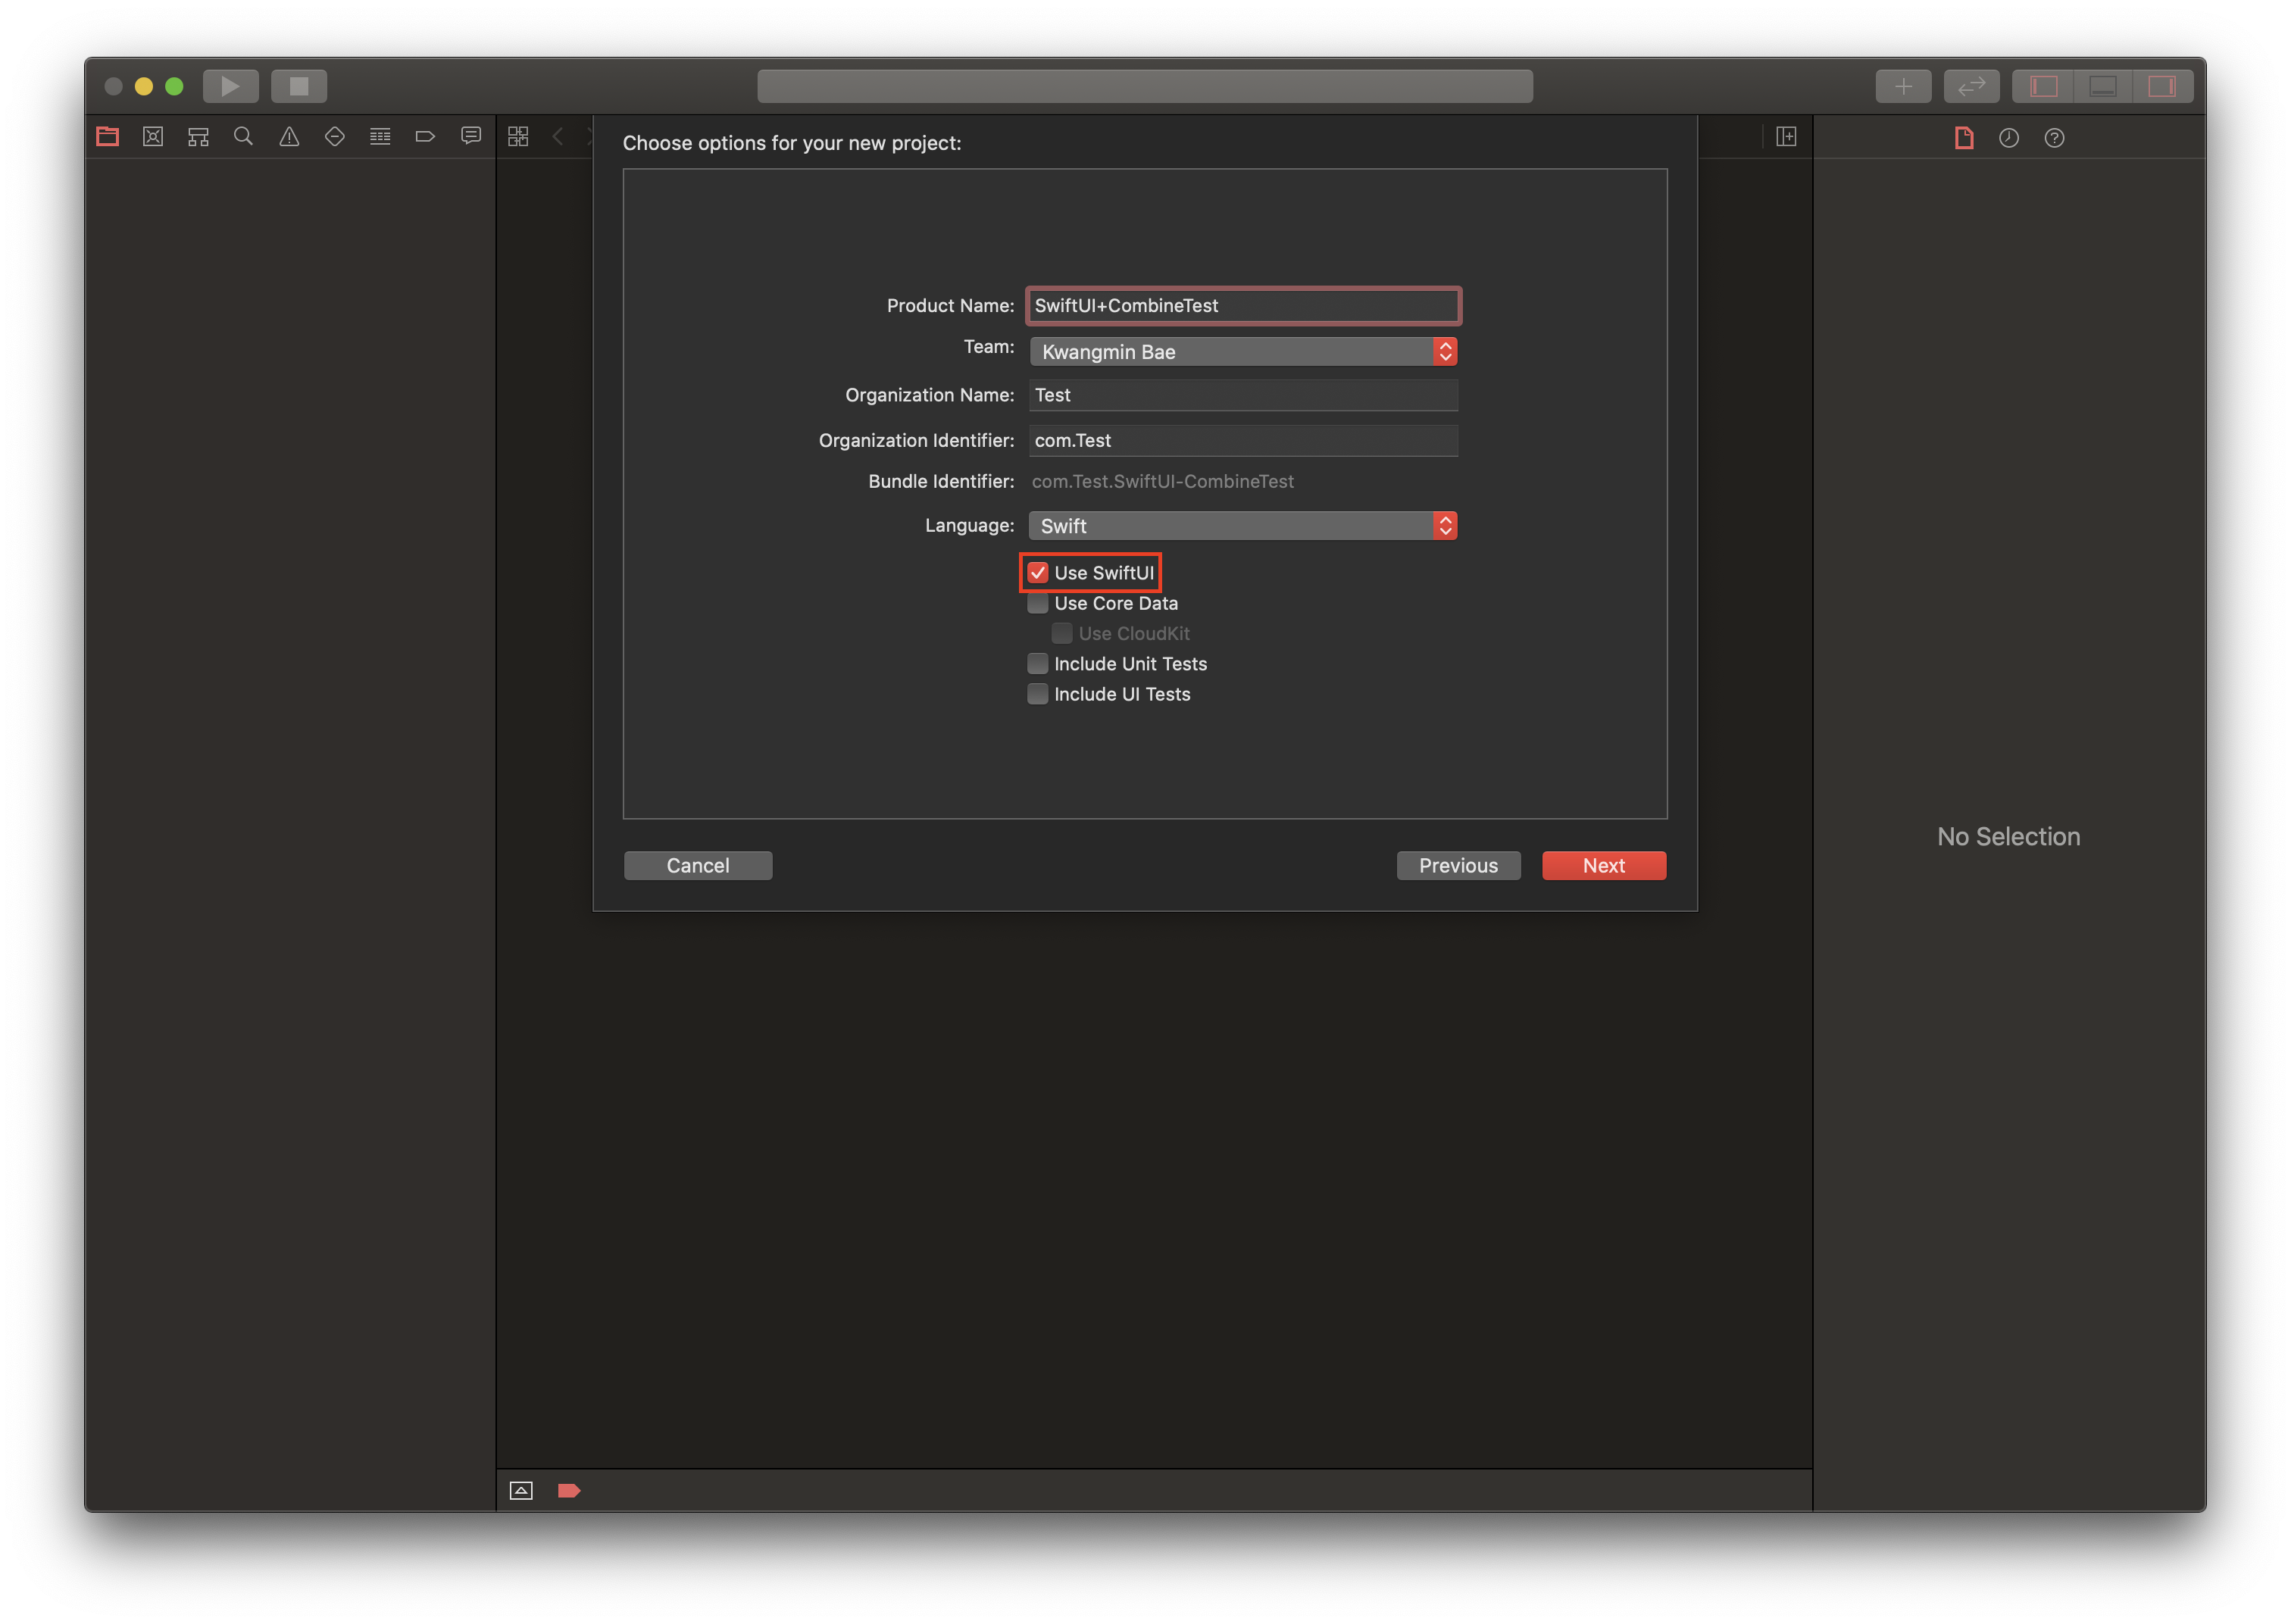 Choose options for your new project:
Product Name: SwiftUI+CombineTest
Team: Kwangmin Bae
Organization Name: Test
Organization Identifier: com.Test
Bundle Identifier: com.Test.SwiftUI-CombineTest
Language: Swift
Use SwiftUI
Use Core Data
Use CloudKit
Include Unit Tests
Include UI Tests
No Selection
Cancel Previous Next